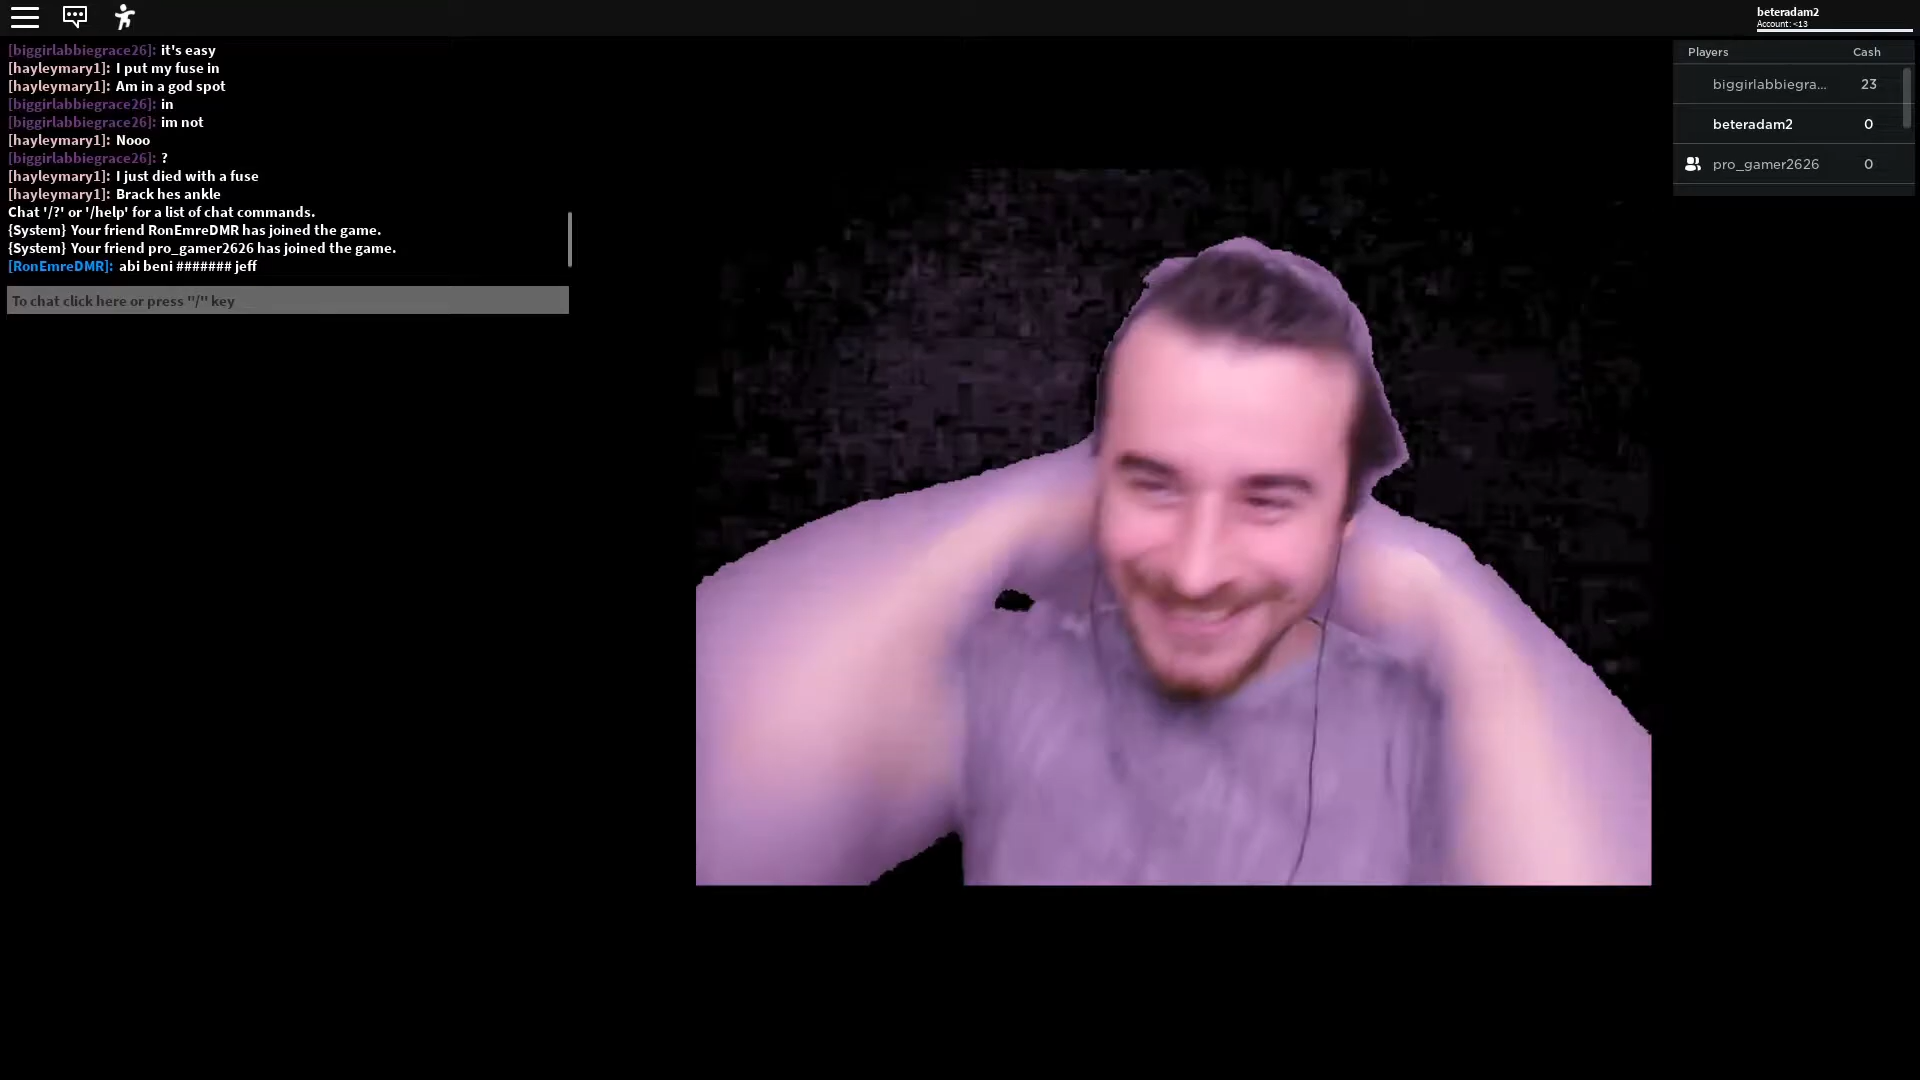 beteradam2
Account: <13
[biggirlabbiegrace26]: it's easy
[hayleymary1]: I put my fuse in
[hayleymary1]: Am in a god spot
[biggirlabbiegrace26]: in
[biggirlabbiegrace26]: im not
[hayleymary1]: Nooo
[biggirlabbiegrace26]: ?
[hayleymary1]: I just died with a fuse
[hayleymary1]: Brack hes ankle
Chat '/?' or '/help' for a list of chat commands.
{System} Your friend RonEmreDMR has joined the game.
{System} Your friend pro_gamer2626 has joined the game.
[RonEmreDMR]: abi beni ####### jeff
To chat click here or press "/" key
Players Cash
biggirlabbiegra... 23
beteradam2 0
pro_gamer2626 0